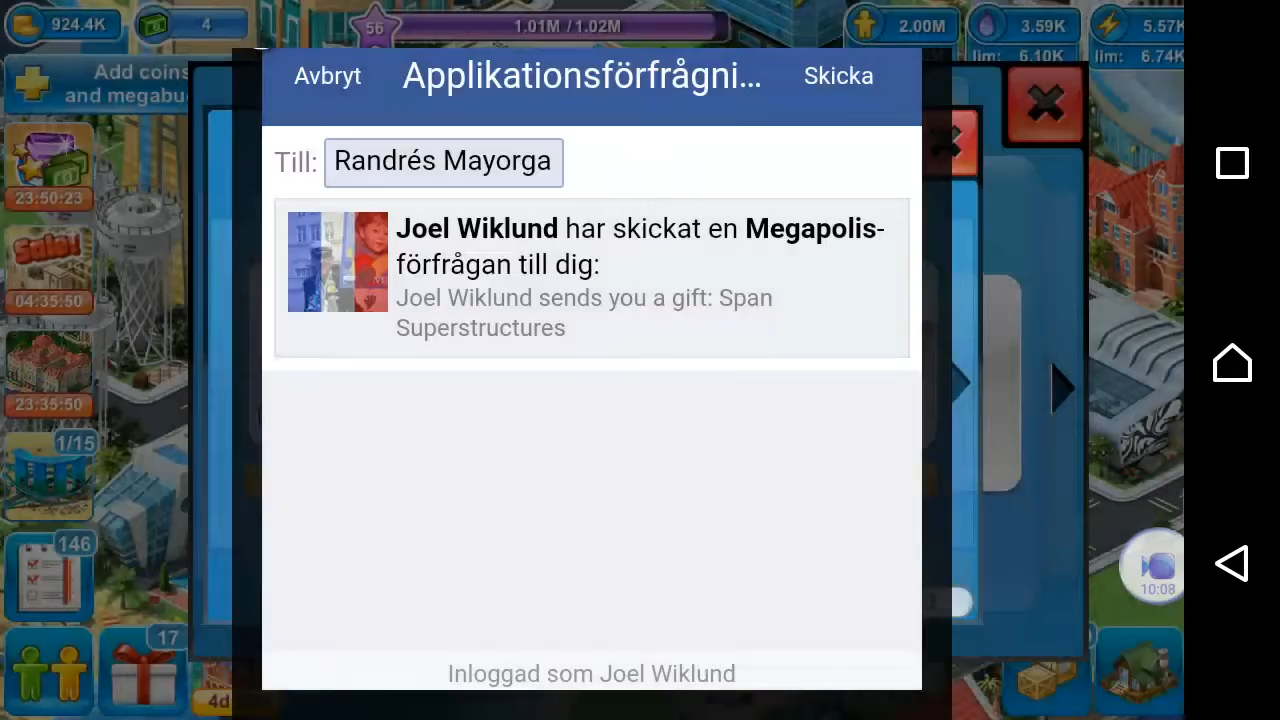 924.4K
4
56
1.01M / 1.02M
2.00M
3.59K
5.57K
lim: 6.10K
lim: 6.74K
Add coins
and megabu
Avbryt
Applikationsförfrågni...
Skicka
Till: Randrés Mayorga
Joel Wiklund har skickat en Megapolis-
förfrågan till dig:
Joel Wiklund sends you a gift: Span
Superstructures
23:50:23
Sale!
04:35:50
23:35:50
1/15
146
17
4d
10:08
Inloggad som Joel Wiklund